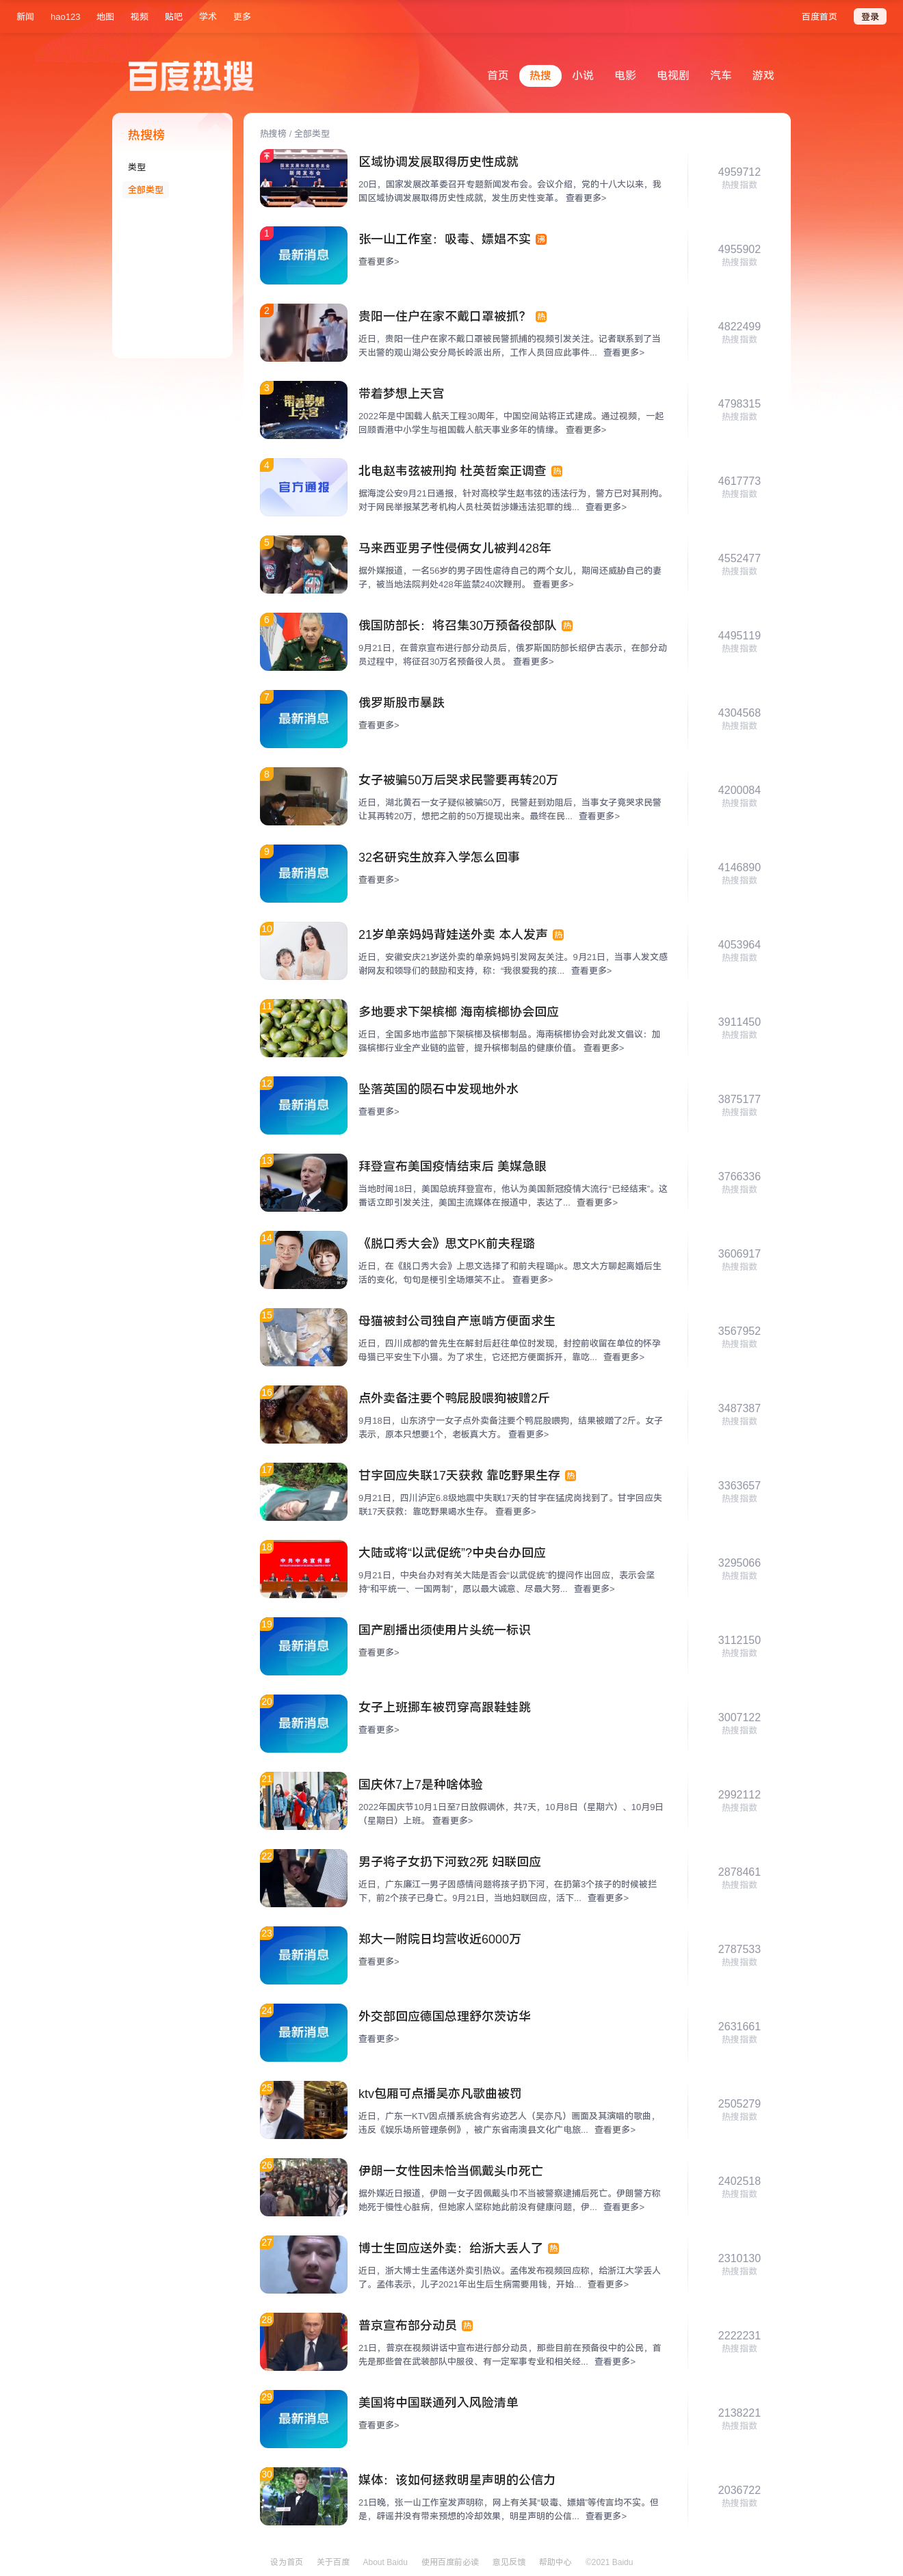 新闻 hao123 地图 视频 贴吧 学术 更多 百度首页 登录
百度热搜
首页 热搜 小说 电影 电视剧 汽车 游戏
热搜榜
类型
全部类型
热搜榜 / 全部类型
区域协调发展取得历史性成就
20日，国家发展改革委召开专题新闻发布会。会议介绍，党的十八大以来，我
国区域协调发展取得历史性成就，发生历史性变革。 查看更多>
4959712
热搜指数
1
最新消息
张一山工作室：吸毒、嫖娼不实 沸
查看更多>
4955902
热搜指数
2
贵阳一住户在家不戴口罩被抓？ 热
近日，贵阳一住户在家不戴口罩被民警抓捕的视频引发关注。记者联系到了当
天出警的观山湖公安分局长岭派出所，工作人员回应此事件... 查看更多>
4822499
热搜指数
3
带着梦想上天宫
带着梦想上天宫
2022年是中国载人航天工程30周年，中国空间站将正式建成。通过视频，一起
回顾香港中小学生与祖国载人航天事业多年的情缘。 查看更多>
4798315
热搜指数
4
官方通报
北电赵韦弦被刑拘 杜英哲案正调查 热
据海淀公安9月21日通报，针对高校学生赵韦弦的违法行为，警方已对其刑拘。
对于网民举报某艺考机构人员杜英哲涉嫌违法犯罪的线... 查看更多>
4617773
热搜指数
5
马来西亚男子性侵俩女儿被判428年
据外媒报道，一名56岁的男子因性虐待自己的两个女儿，期间还威胁自己的妻
子，被当地法院判处428年监禁240次鞭刑。 查看更多>
4552477
热搜指数
6
俄国防部长：将召集30万预备役部队 热
9月21日，在普京宣布进行部分动员后，俄罗斯国防部长绍伊古表示，在部分动
员过程中，将征召30万名预备役人员。 查看更多>
4495119
热搜指数
7
最新消息
俄罗斯股市暴跌
查看更多>
4304568
热搜指数
8
女子被骗50万后哭求民警要再转20万
近日，湖北黄石一女子疑似被骗50万，民警赶到劝阻后，当事女子竟哭求民警
让其再转20万，想把之前的50万提现出来。最终在民... 查看更多>
4200084
热搜指数
9
最新消息
32名研究生放弃入学怎么回事
查看更多>
4146890
热搜指数
10
21岁单亲妈妈背娃送外卖 本人发声 热
近日，安徽安庆21岁送外卖的单亲妈妈引发网友关注。9月21日，当事人发文感
谢网友和领导们的鼓励和支持，称：“我很爱我的孩... 查看更多>
4053964
热搜指数
11
多地要求下架槟榔 海南槟榔协会回应
近日，全国多地市监部下架槟榔及槟榔制品。海南槟榔协会对此发文倡议：加
强槟榔行业全产业链的监管，提升槟榔制品的健康价值。 查看更多>
3911450
热搜指数
12
最新消息
坠落英国的陨石中发现地外水
查看更多>
3875177
热搜指数
13
拜登宣布美国疫情结束后 美媒急眼
当地时间18日，美国总统拜登宣布，他认为美国新冠疫情大流行“已经结束”。这
番话立即引发关注，美国主流媒体在报道中，表达了... 查看更多>
3766336
热搜指数
14
《脱口秀大会》思文PK前夫程璐
近日，在《脱口秀大会》上思文选择了和前夫程璐pk。思文大方聊起离婚后生
活的变化，句句是梗引全场爆笑不止。 查看更多>
3606917
热搜指数
15
母猫被封公司独自产崽啃方便面求生
近日，四川成都的曾先生在解封后赶往单位时发现，封控前收留在单位的怀孕
母猫已平安生下小猫。为了求生，它还把方便面拆开，靠吃... 查看更多>
3567952
热搜指数
16
点外卖备注要个鸭屁股喂狗被赠2斤
9月18日，山东济宁一女子点外卖备注要个鸭屁股喂狗，结果被赠了2斤。女子
表示，原本只想要1个，老板真大方。 查看更多>
3487387
热搜指数
17
甘宇回应失联17天获救 靠吃野果生存 热
9月21日，四川泸定6.8级地震中失联17天的甘宇在猛虎岗找到了。甘宇回应失
联17天获救：靠吃野果喝水生存。 查看更多>
3363657
热搜指数
18
大陆或将“以武促统”?中央台办回应
9月21日，中央台办对有关大陆是否会“以武促统”的提问作出回应，表示会坚
持“和平统一、一国两制”，愿以最大诚意、尽最大努... 查看更多>
3295066
热搜指数
19
最新消息
国产剧播出须使用片头统一标识
查看更多>
3112150
热搜指数
20
最新消息
女子上班挪车被罚穿高跟鞋蛙跳
查看更多>
3007122
热搜指数
21
国庆休7上7是种啥体验
2022年国庆节10月1日至7日放假调休，共7天，10月8日（星期六）、10月9日
（星期日）上班。 查看更多>
2992112
热搜指数
22
男子将子女扔下河致2死 妇联回应
近日，广东廉江一男子因感情问题将孩子扔下河，在扔第3个孩子的时候被拦
下，前2个孩子已身亡。9月21日，当地妇联回应，活下... 查看更多>
2878461
热搜指数
23
最新消息
郑大一附院日均营收近6000万
查看更多>
2787533
热搜指数
24
最新消息
外交部回应德国总理舒尔茨访华
查看更多>
2631661
热搜指数
25
ktv包厢可点播吴亦凡歌曲被罚
近日，广东一KTV因点播系统含有劣迹艺人（吴亦凡）画面及其演唱的歌曲，
违反《娱乐场所管理条例》，被广东省南澳县文化广电旅... 查看更多>
2505279
热搜指数
26
伊朗一女性因未恰当佩戴头巾死亡
据外媒近日报道，伊朗一女子因佩戴头巾不当被警察逮捕后死亡。伊朗警方称
她死于慢性心脏病，但她家人坚称她此前没有健康问题，伊... 查看更多>
2402518
热搜指数
27
博士生回应送外卖：给浙大丢人了 热
近日，浙大博士生孟伟送外卖引热议。孟伟发布视频回应称，给浙江大学丢人
了。孟伟表示，儿子2021年出生后生病需要用钱，开始... 查看更多>
2310130
热搜指数
28
普京宣布部分动员 热
21日，普京在视频讲话中宣布进行部分动员，那些目前在预备役中的公民，首
先是那些曾在武装部队中服役、有一定军事专业和相关经... 查看更多>
2222231
热搜指数
29
最新消息
美国将中国联通列入风险清单
查看更多>
2138221
热搜指数
30
媒体：该如何拯救明星声明的公信力
21日晚，张一山工作室发声明称，网上有关其“吸毒、嫖娼”等传言均不实。但
是，辟谣并没有带来预想的冷却效果，明星声明的公信... 查看更多>
2036722
热搜指数
设为首页 关于百度 About Baidu 使用百度前必读 意见反馈 帮助中心 ©2021 Baidu